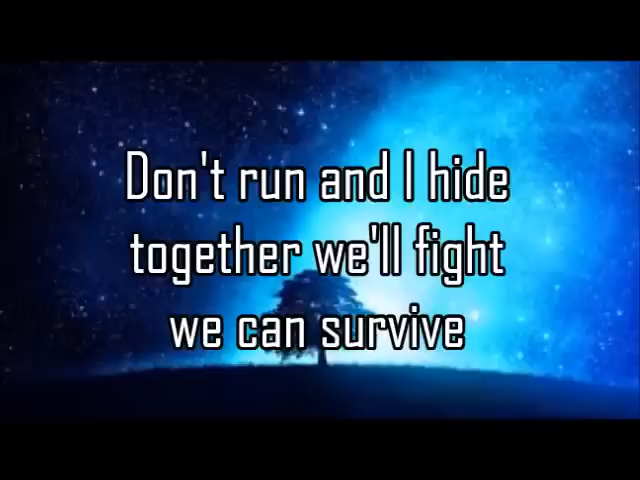 Don't run and I hide
together we'll fight
we can survive